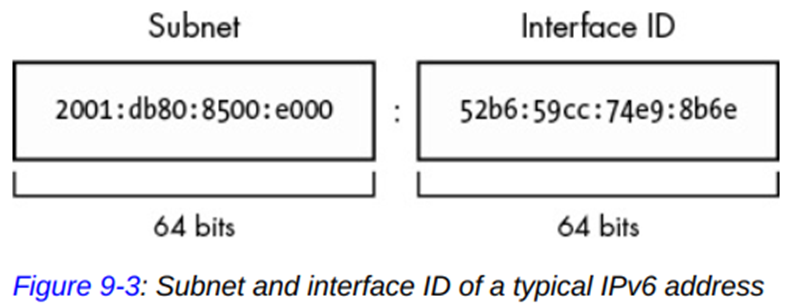 Subnet Interface ID
2001:db80:8500:e000 : 52b6:59cc:74e9:8b6e
64 bits 64 bits
Figure 9-3: Subnet and interface ID of a typical IPv6 address